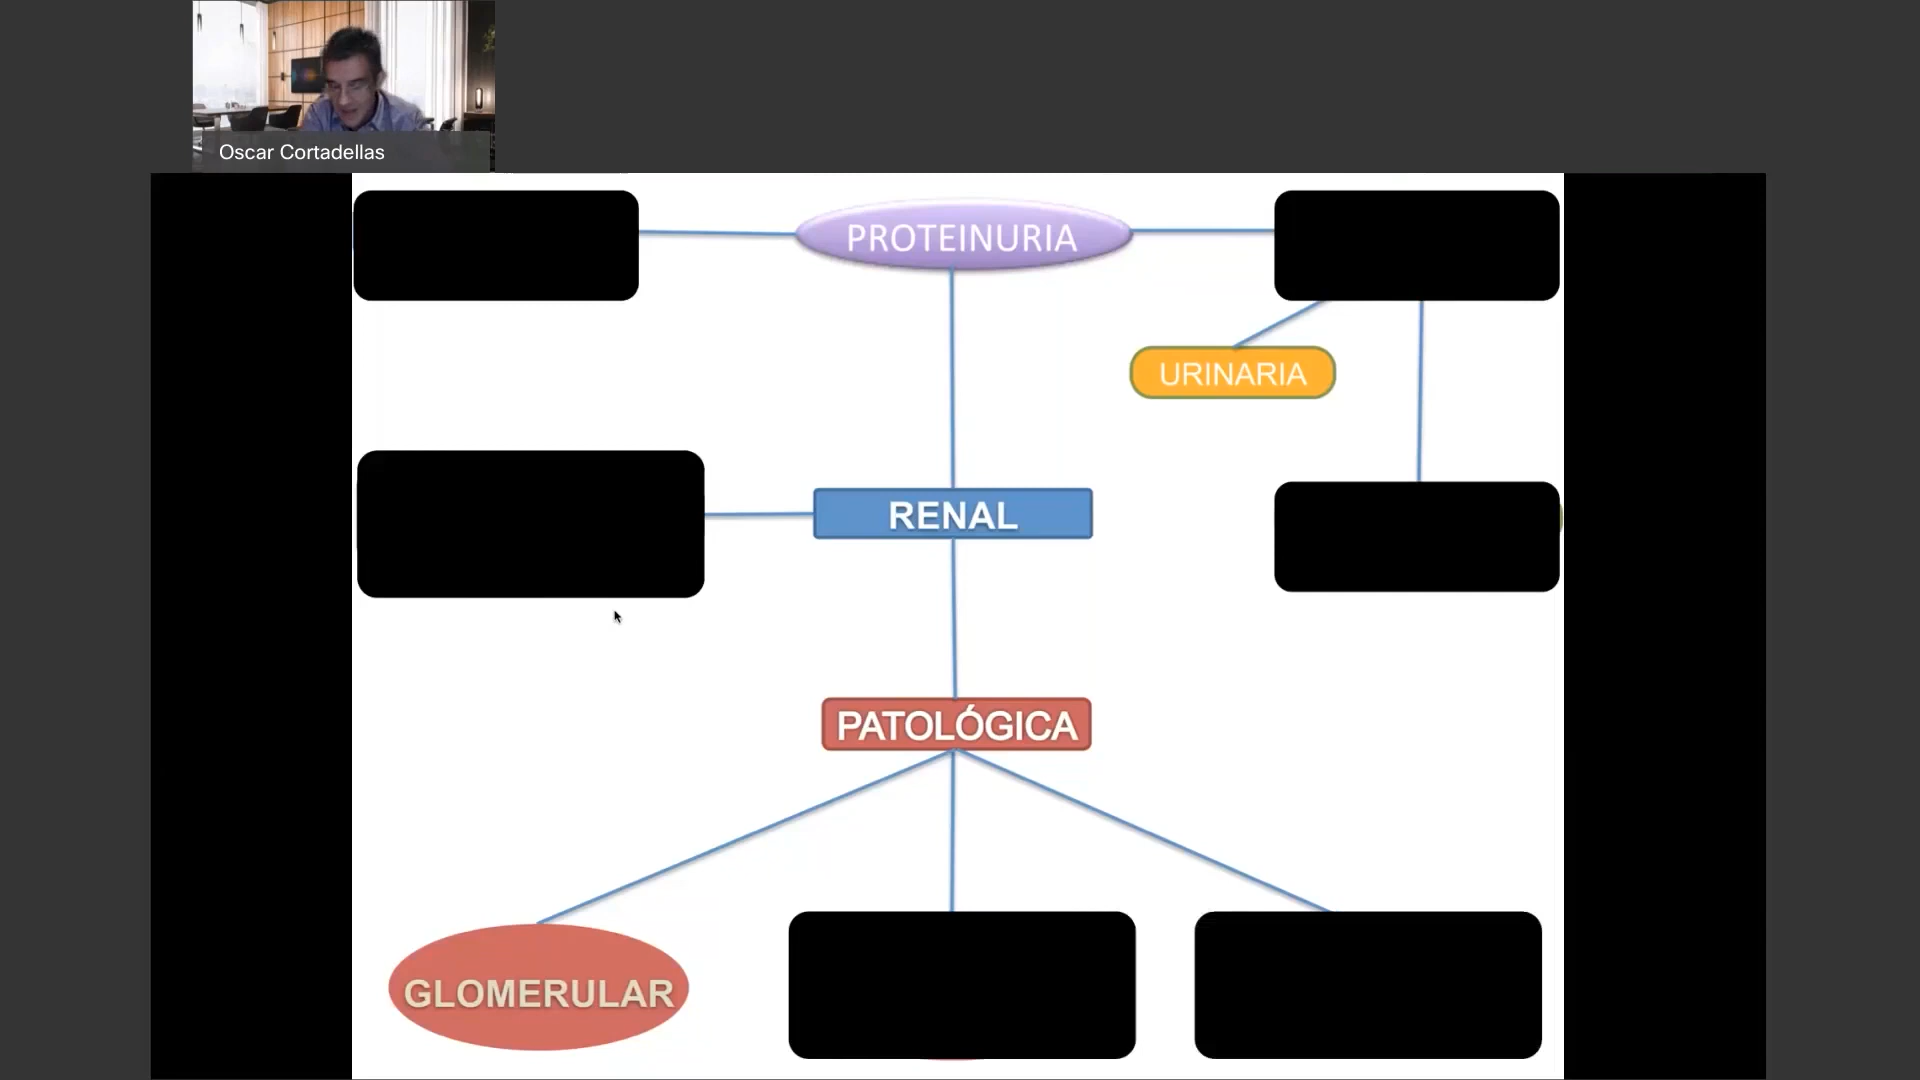 Oscar Cortadellas
PROTEINURIA
URINARIA
RENAL
PATOLÓGICA
GLOMERULAR